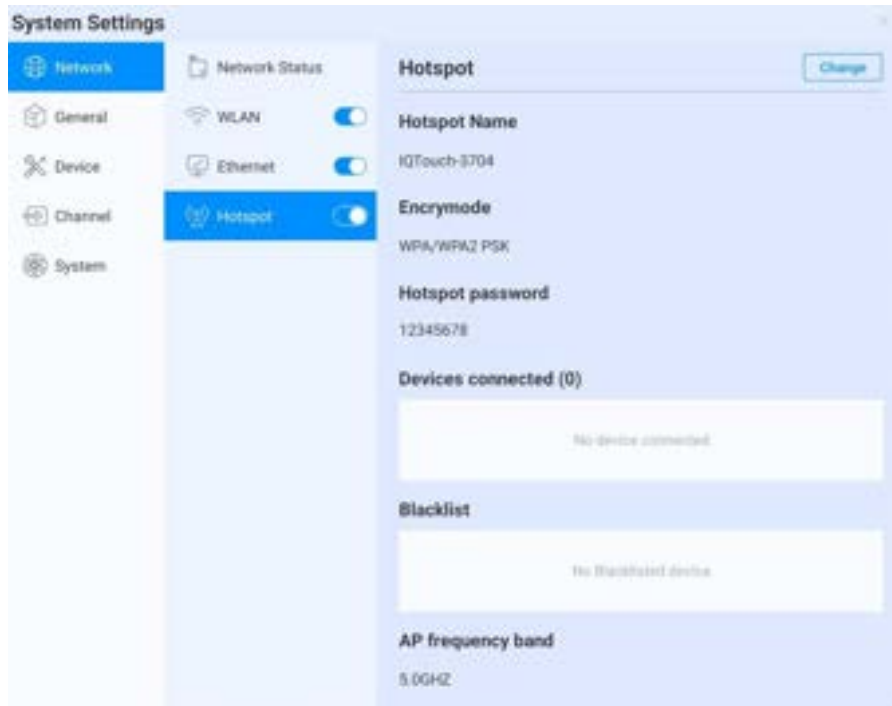 System Settings
Network
General
Device
Channel
System
Network Status
WLAN
Ethernet
Hotspot
Hotspot
Change
Hotspot Name
IQTouch-3704
Encrymode
WPA/WPA2 PSK
Hotspot password
12345678
Devices connected (0)
No device connected
Blacklist
No Blacklisted device
AP frequency band
5.0GHZ